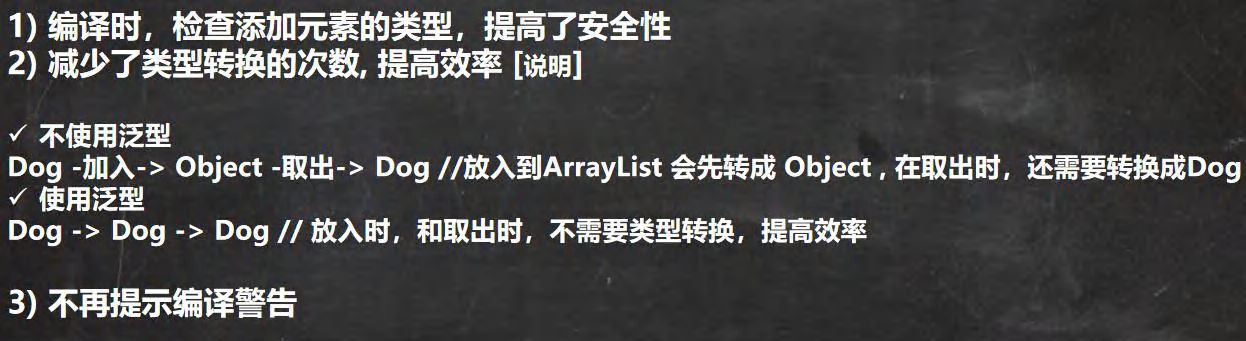 1) 编译时，检查添加元素的类型，提高了安全性
2) 减少了类型转换的次数, 提高效率 [说明]
✓ 不使用泛型
Dog -加入-> Object -取出-> Dog //放入到ArrayList 会先转成 Object , 在取出时，还需要转换成Dog
✓ 使用泛型
Dog -> Dog -> Dog // 放入时，和取出时，不需要类型转换，提高效率
3) 不再提示编译警告